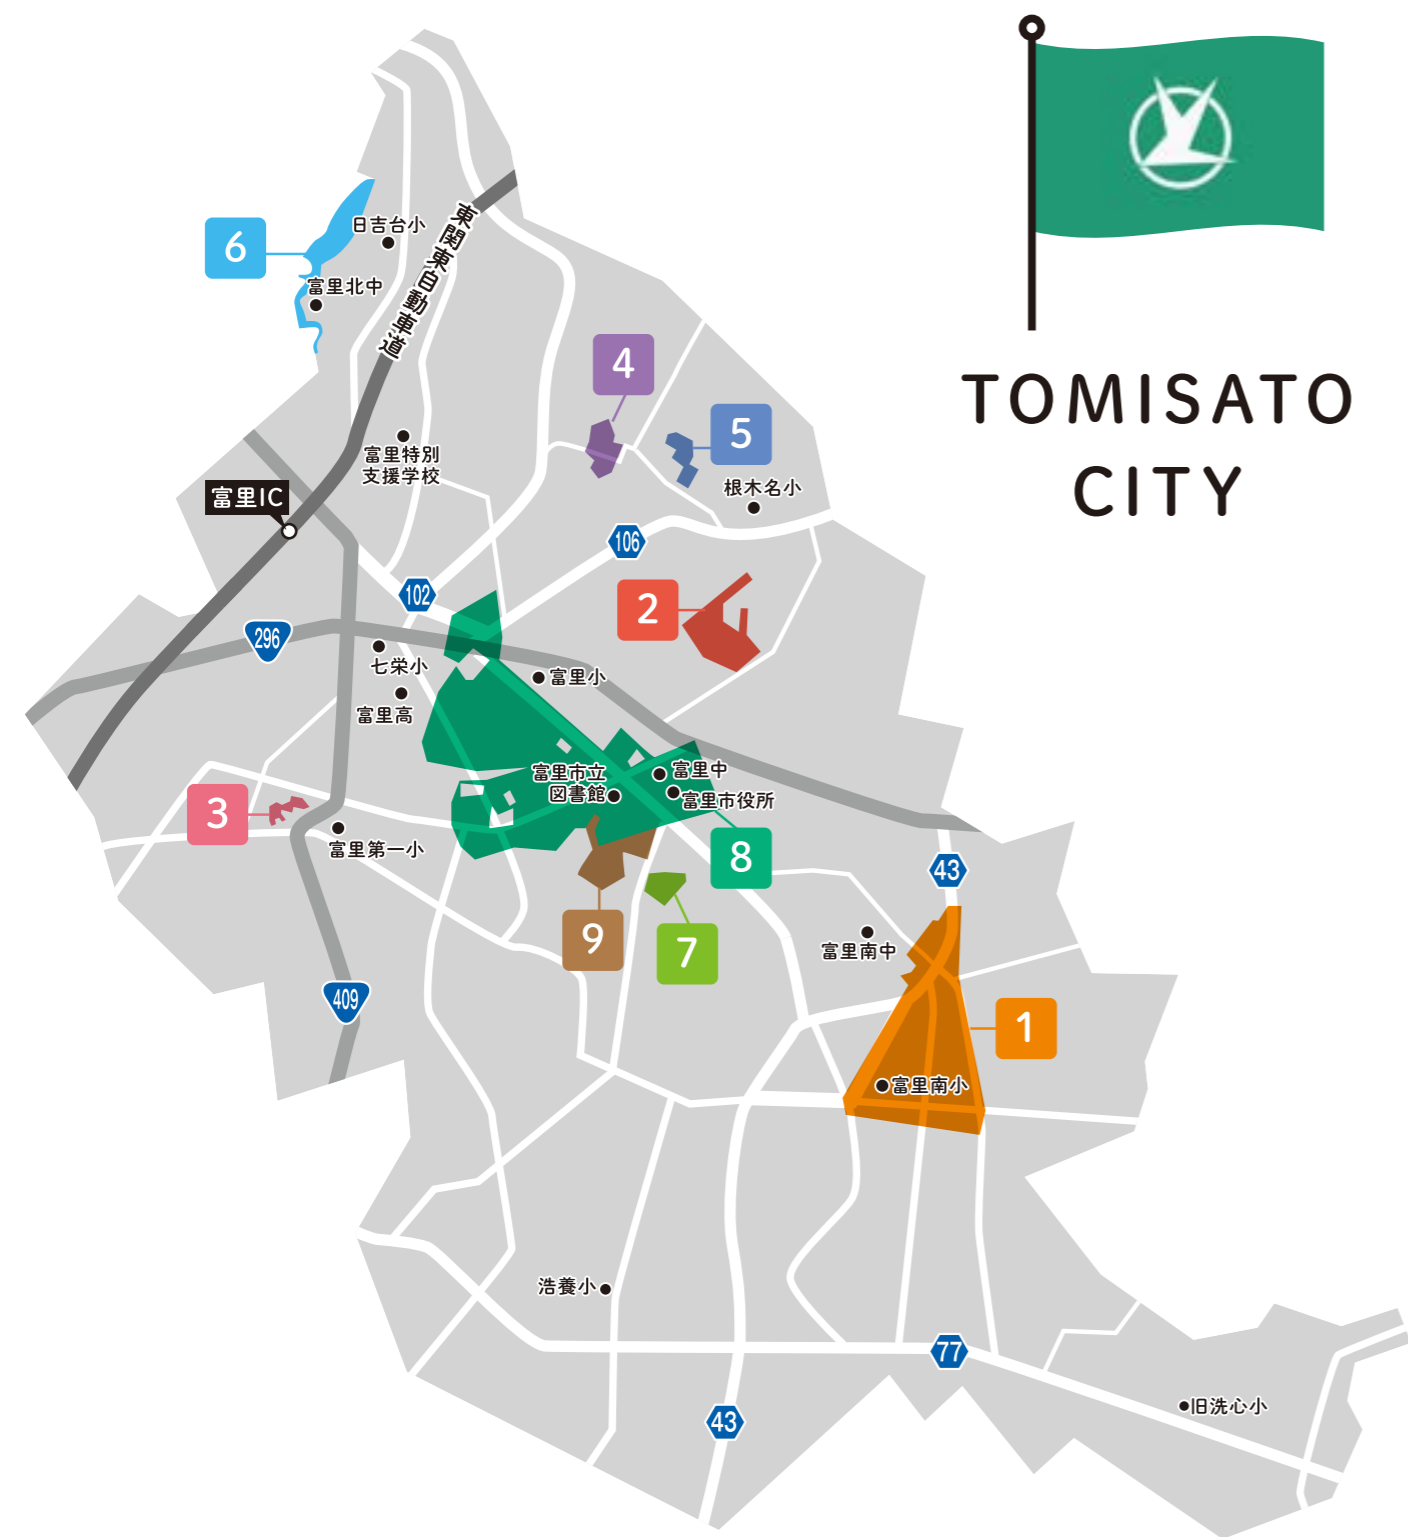 TOMISATO
CITY
東関東自動車道
6
日吉台小
富里北中
4
5
富里特別
支援学校
根木名小
富里IC
106
102
2
296
七栄小
富里小
富里高
富里市立
図書館
富里中
富里市役所
3
富里第一小
8
43
9
7
富里南中
409
1
富里南小
浩養小
77
43
旧洗心小